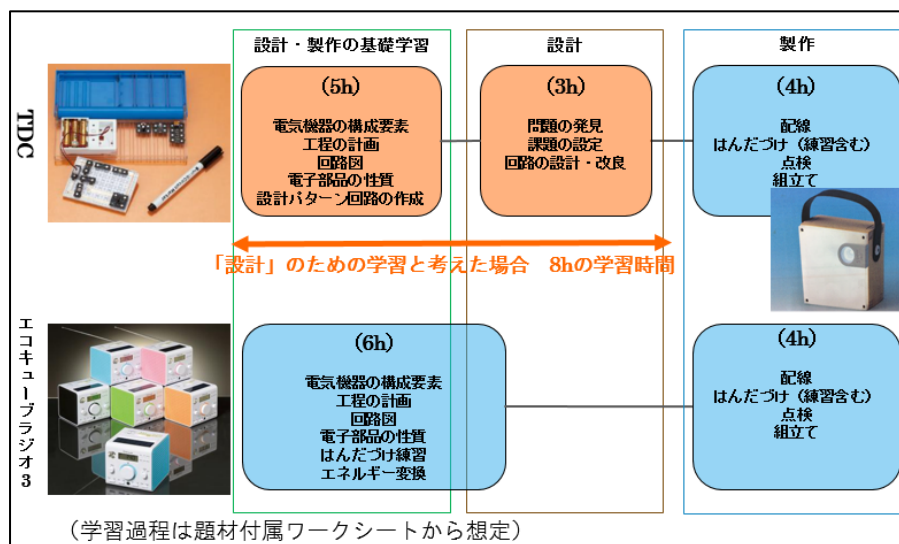 設計・製作の基礎学習
設計
製作
TDC
(5h)
電気機器の構成要素
工程の計画
回路図
電子部品の性質
設計パターン回路の作成
(3h)
問題の発見
課題の設定
回路の設計・改良
(4h)
配線
はんだづけ（練習含む）
点検
組立て
「設計」のための学習と考えた場合　8hの学習時間
エコキューブラジオ3
(6h)
電気機器の構成要素
工程の計画
回路図
電子部品の性質
はんだづけ練習
エネルギー変換
(4h)
配線
はんだづけ（練習含む）
点検
組立て
（学習過程は題材付属ワークシートから想定）